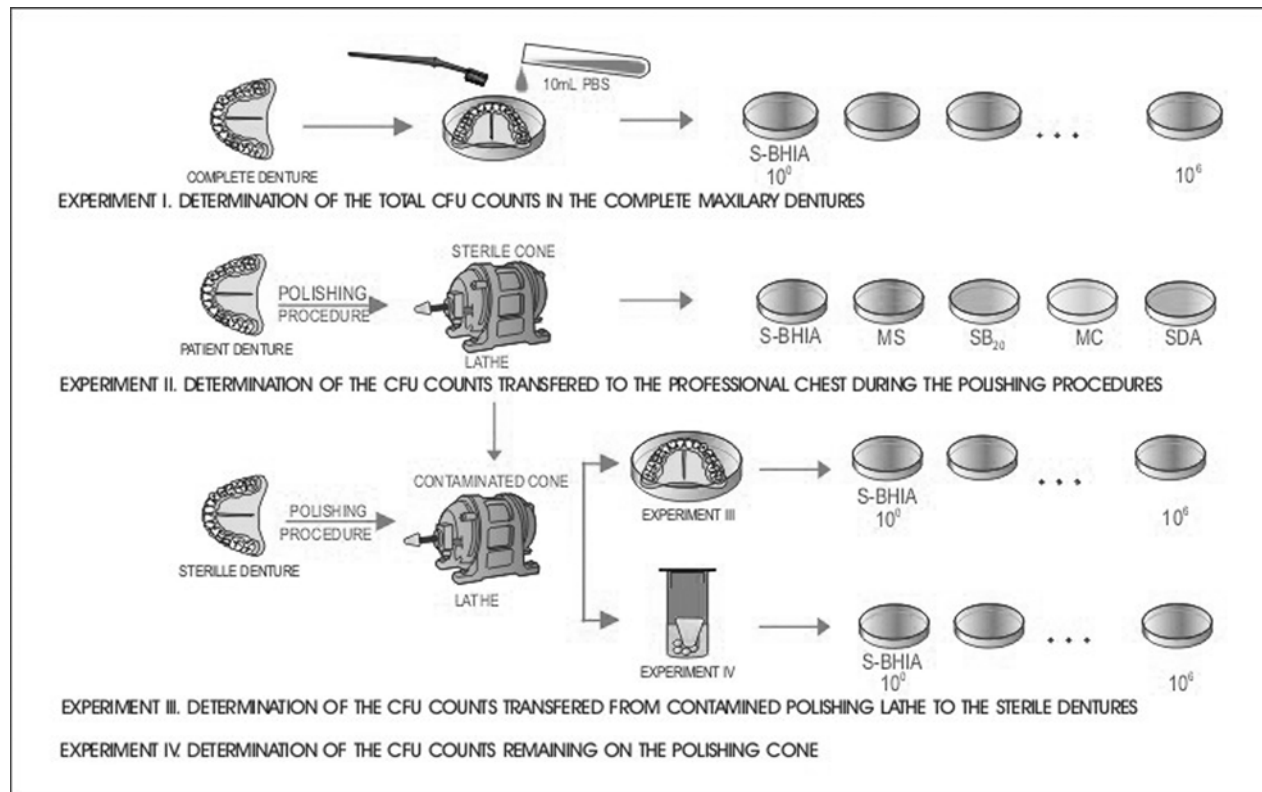 10mL PBS
COMPLETE DENTURE
S-BHIA
10⁰
10⁶
EXPERIMENT I. DETERMINATION OF THE TOTAL CFU COUNTS IN THE COMPLETE MAXILARY DENTURES
STERILE CONE
POLISHING
PROCEDURE
PATIENT DENTURE
LATHE
S-BHIA
MS
SB₂₀
MC
SDA
EXPERIMENT II. DETERMINATION OF THE CFU COUNTS TRANSFERED TO THE PROFESSIONAL CHEST DURING THE POLISHING PROCEDURES
CONTAMINATED CONE
POLISHING
PROCEDURE
STERILLE DENTURE
LATHE
EXPERIMENT III
S-BHIA
10⁰
10⁶
EXPERIMENT IV
S-BHIA
10⁰
10⁶
EXPERIMENT III. DETERMINATION OF THE CFU COUNTS TRANSFERED FROM CONTAMINED POLISHING LATHE TO THE STERILE DENTURES
EXPERIMENT IV. DETERMINATION OF THE CFU COUNTS REMAINING ON THE POLISHING CONE